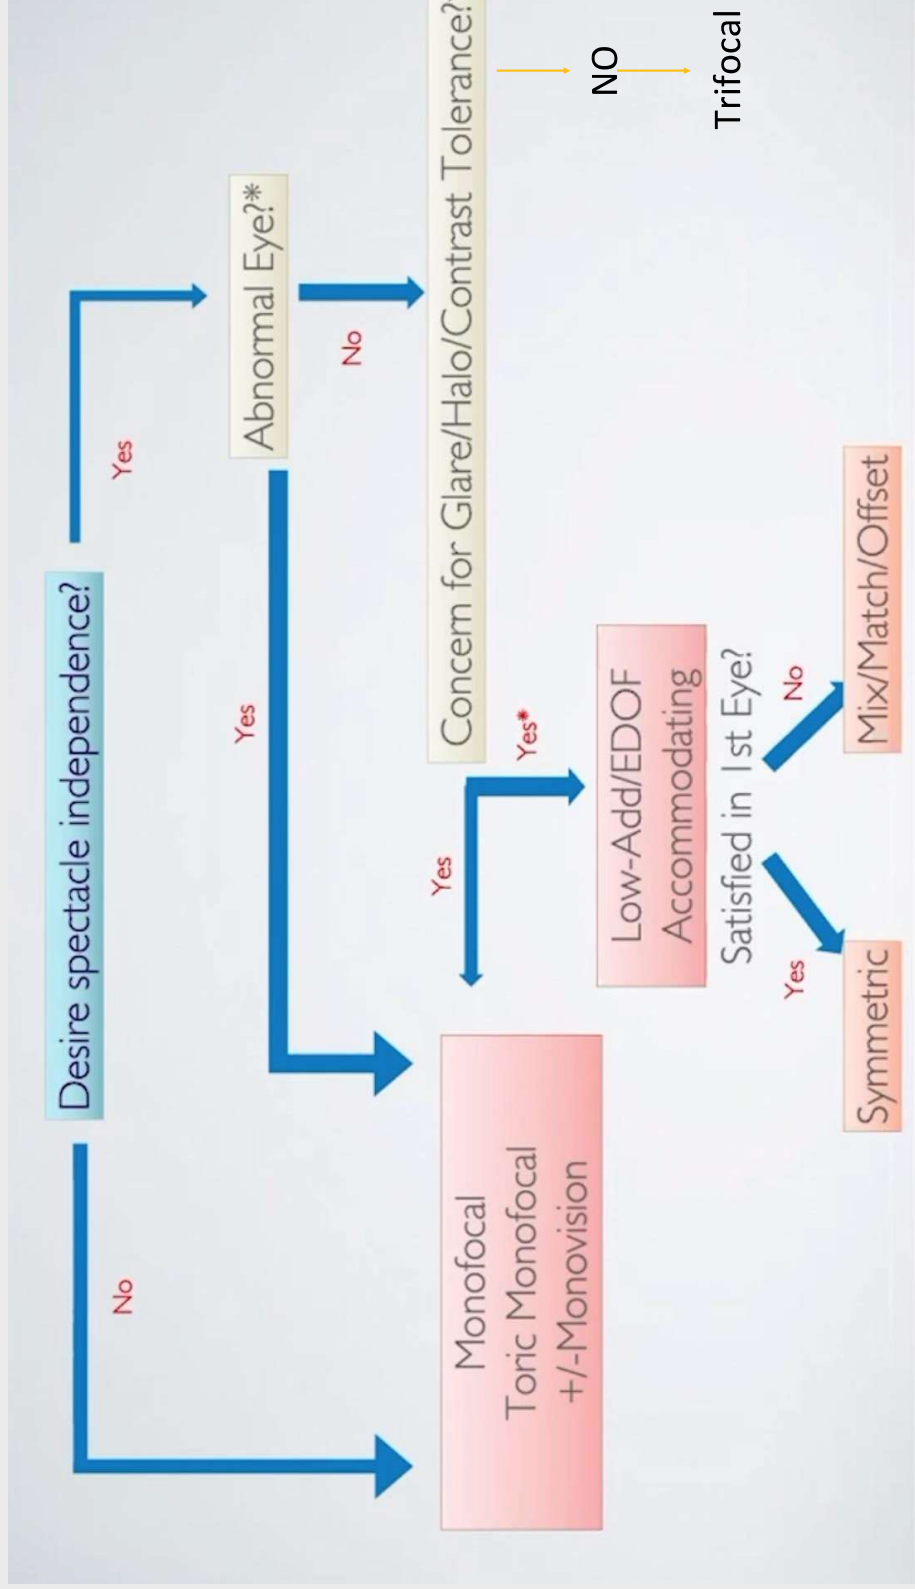 Desire spectacle independence?
No
Yes
Abnormal Eye?*
Yes
No
Concern for Glare/Halo/Contrast Tolerance?
Yes
Yes*
NO
Trifocal
Monofocal
Toric Monofocal
+/-Monovision
Low-Add/EDOF
Accommodating
Satisfied in 1st Eye?
Yes
No
Symmetric
Mix/Match/Offset